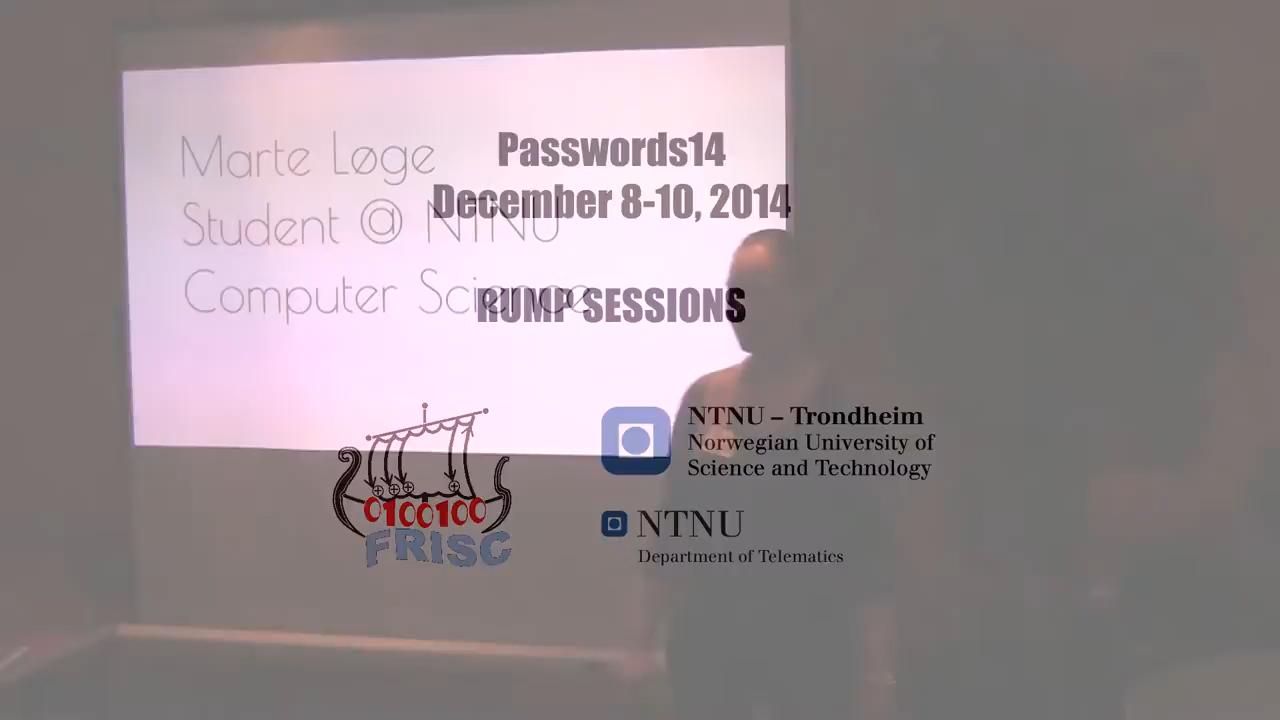 Marte Løge
Student @ NTNU
Computer Science
Passwords14
December 8-10, 2014
RUMP SESSIONS
0100100
FRISC
NTNU – Trondheim
Norwegian University of
Science and Technology
NTNU
Department of Telematics